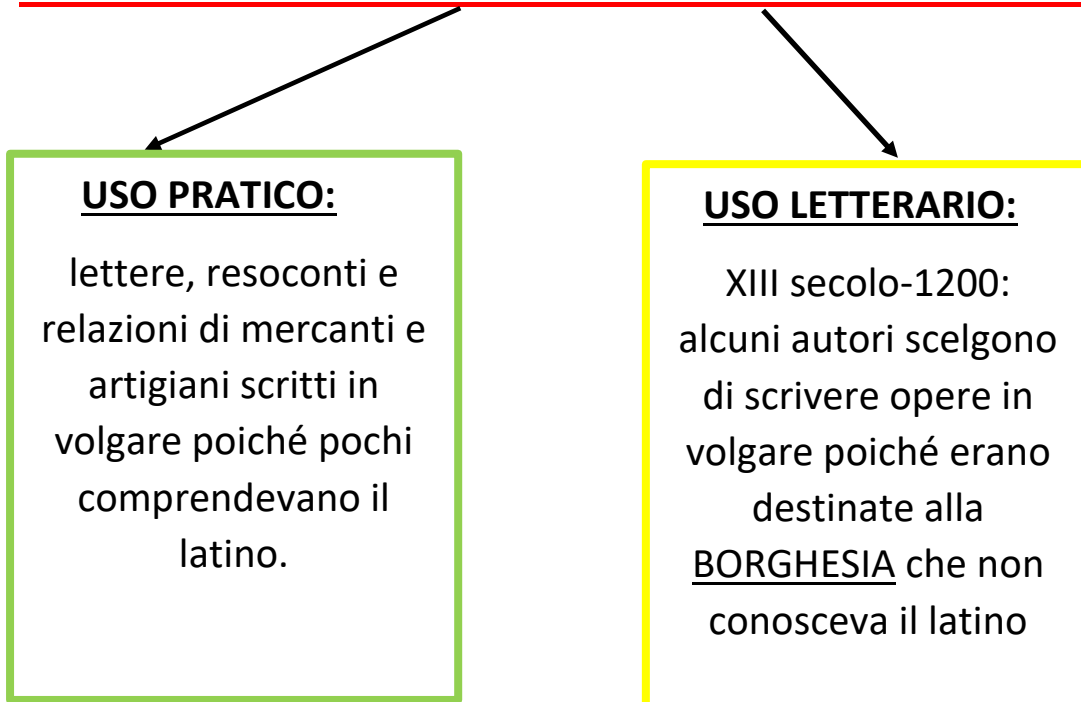 USO PRATICO:
lettere, resoconti e
relazioni di mercanti e
artigiani scritti in
volgare poiché pochi
comprendevano il
latino.
USO LETTERARIO:
XIII secolo-1200:
alcuni autori scelgono
di scrivere opere in
volgare poiché erano
destinate alla
BORGHESIA che non
conosceva il latino